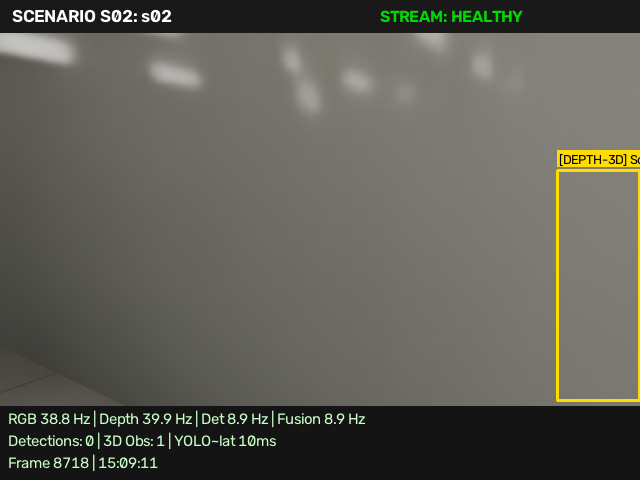 SCENARIO S02: s02
STREAM: HEALTHY
[DEPTH-3D]
RGB 38.8 Hz | Depth 39.9 Hz | Det 8.9 Hz | Fusion 8.9 Hz
Detections: 0 | 3D Obs: 1 | YOLO~lat 10ms
Frame 8718 | 15:09:11